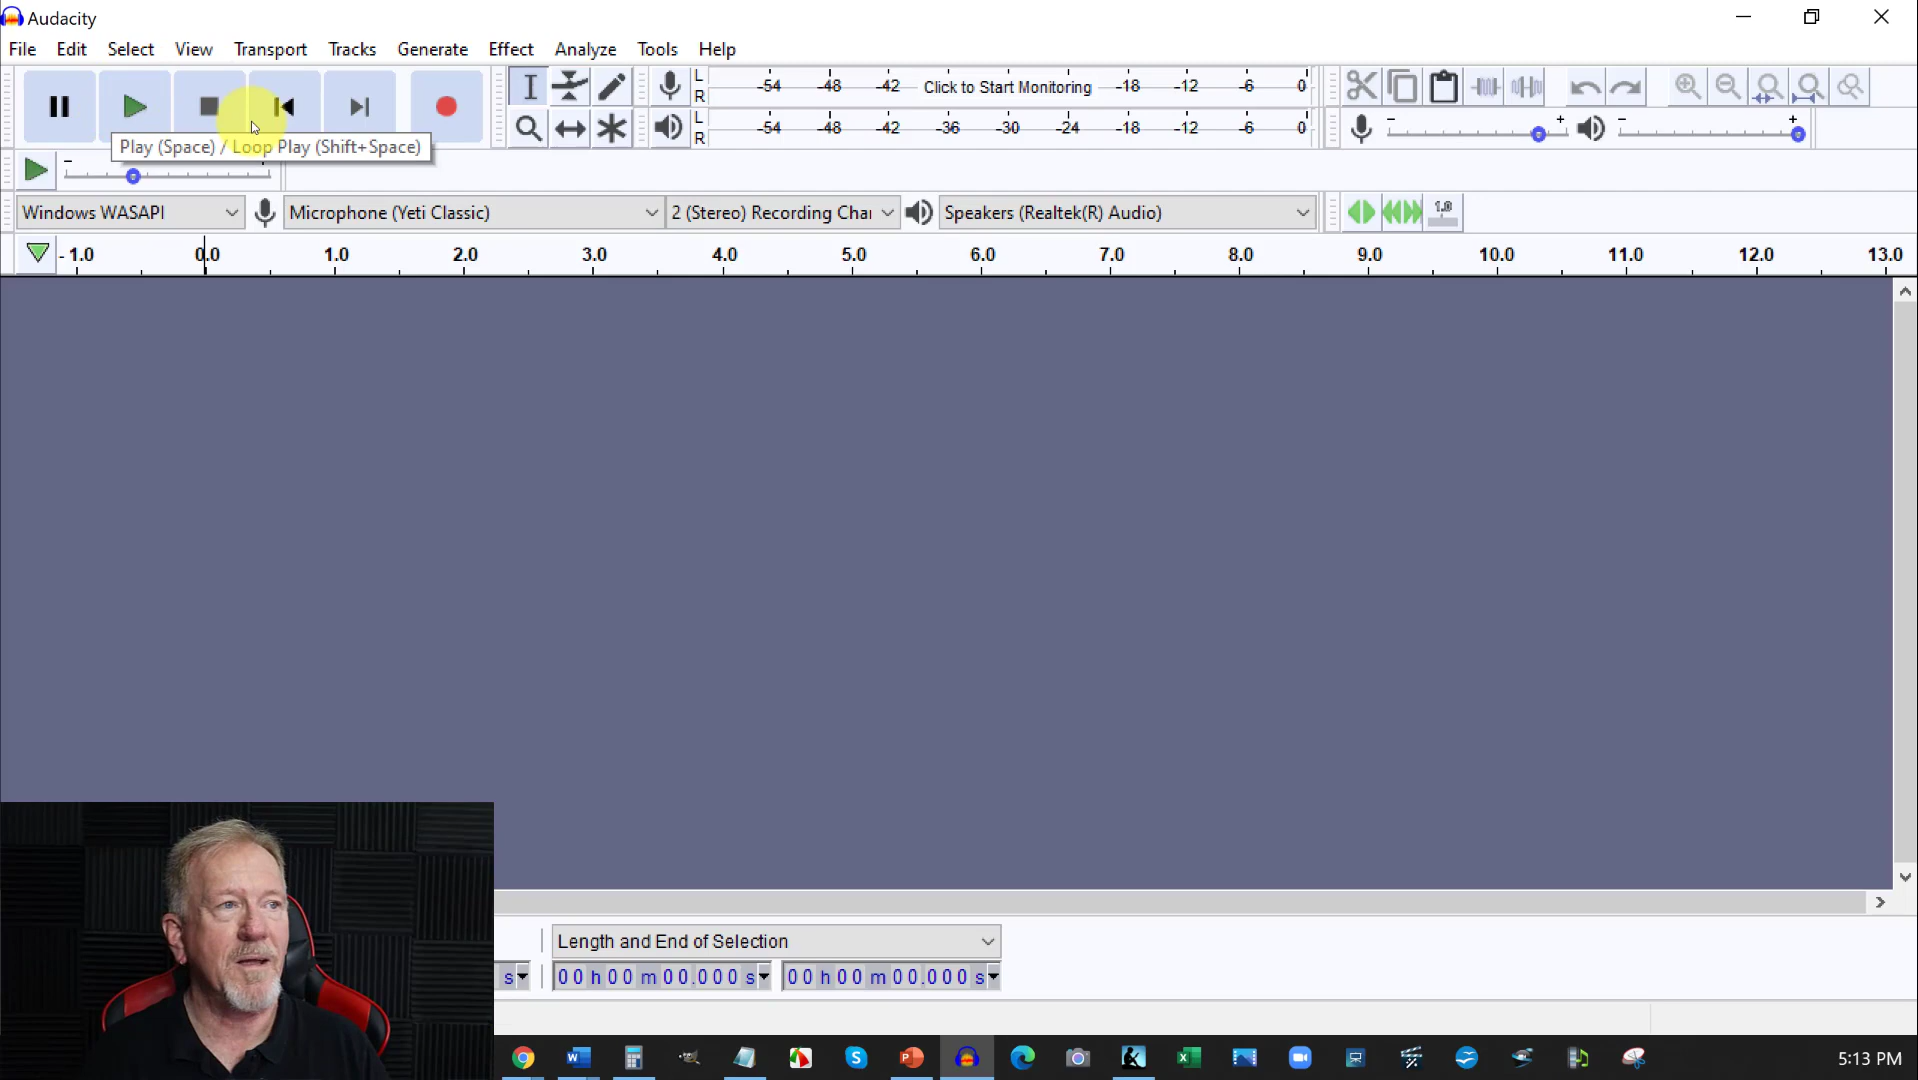 Audacity
File Edit Select View Transport Tracks Generate Effect Analyze Tools Help
L
R
-54 -48 -42 Click to Start Monitoring -18 -12 -6 0
L
R
-54 -48 -42 -36 -30 -24 -18 -12 -6 0
- +
- +
Play (Space) / Loop Play (Shift+Space)
-
Windows WASAPI
Microphone (Yeti Classic)
2 (Stereo) Recording Chai
Speakers (Realtek(R) Audio)
1.0
-1.0 0.0 1.0 2.0 3.0 4.0 5.0 6.0 7.0 8.0 9.0 10.0 11.0 12.0 13.0
Length and End of Selection
s
00 h 00 m 00.000 s
00 h 00 m 00.000 s
5:13 PM